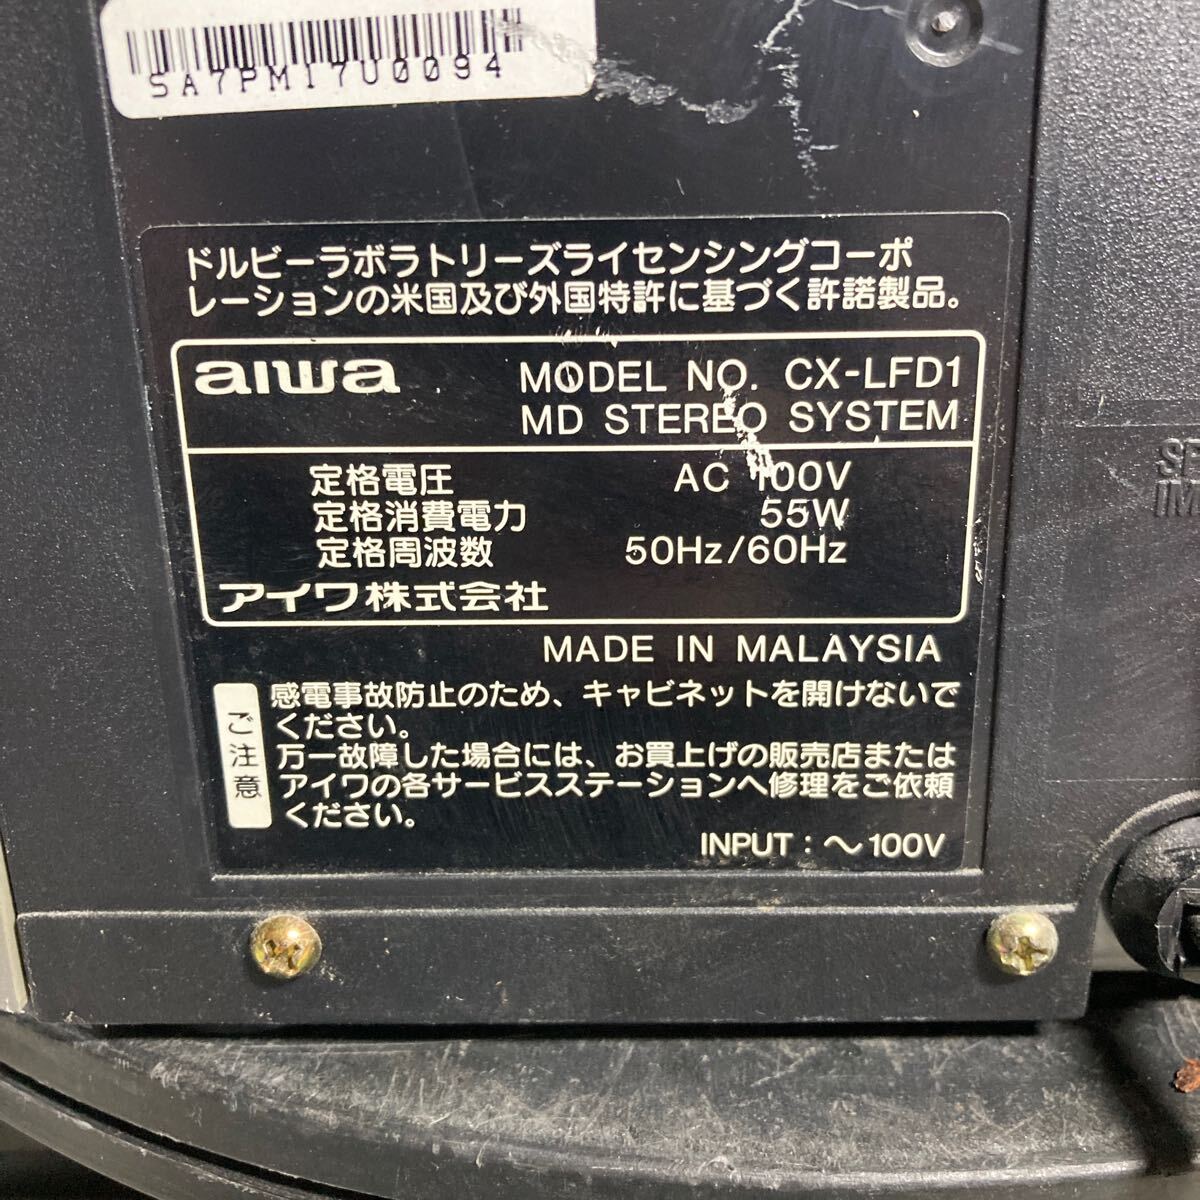 SA7PM17U0094
ドルビーラボラトリーズライセンシングコーポ
レーションの米国及び外国特許に基づく許諾製品。
aiwa MODEL NO. CX-LFD1
MD STEREO SYSTEM
定格電圧 AC 100V
定格消費電力 55W
定格周波数 50Hz/60Hz
アイワ株式会社
MADE IN MALAYSIA
ご注意
感電事故防止のため、キャビネットを開けないで
ください。
万一故障した場合には、お買上げの販売店または
アイワの各サービスステーションへ修理をご依頼
ください。
INPUT : ～100V